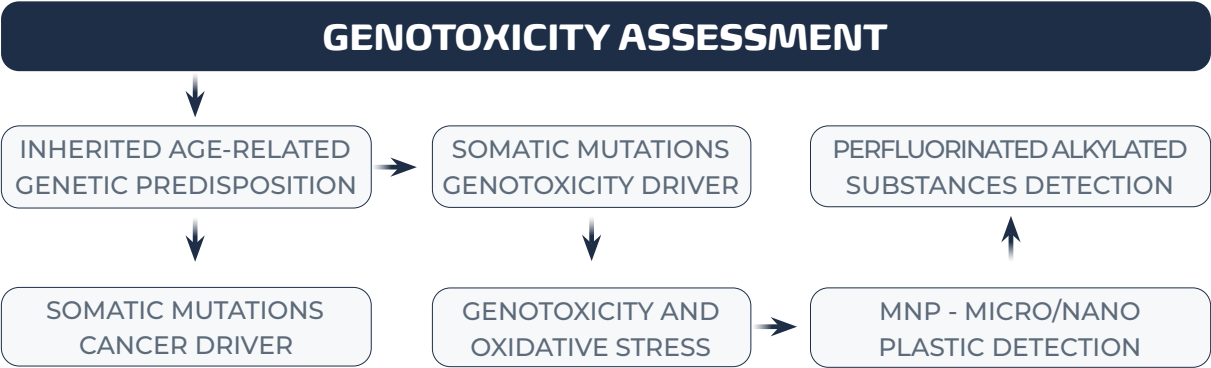 GENOTOXICITY ASSESSMENT
INHERITED AGE-RELATED
GENETIC PREDISPOSITION
SOMATIC MUTATIONS
GENOTOXICITY DRIVER
PERFLUORINATED ALKYLATED
SUBSTANCES DETECTION
SOMATIC MUTATIONS
CANCER DRIVER
GENOTOXICITY AND
OXIDATIVE STRESS
MNP - MICRO/NANO
PLASTIC DETECTION